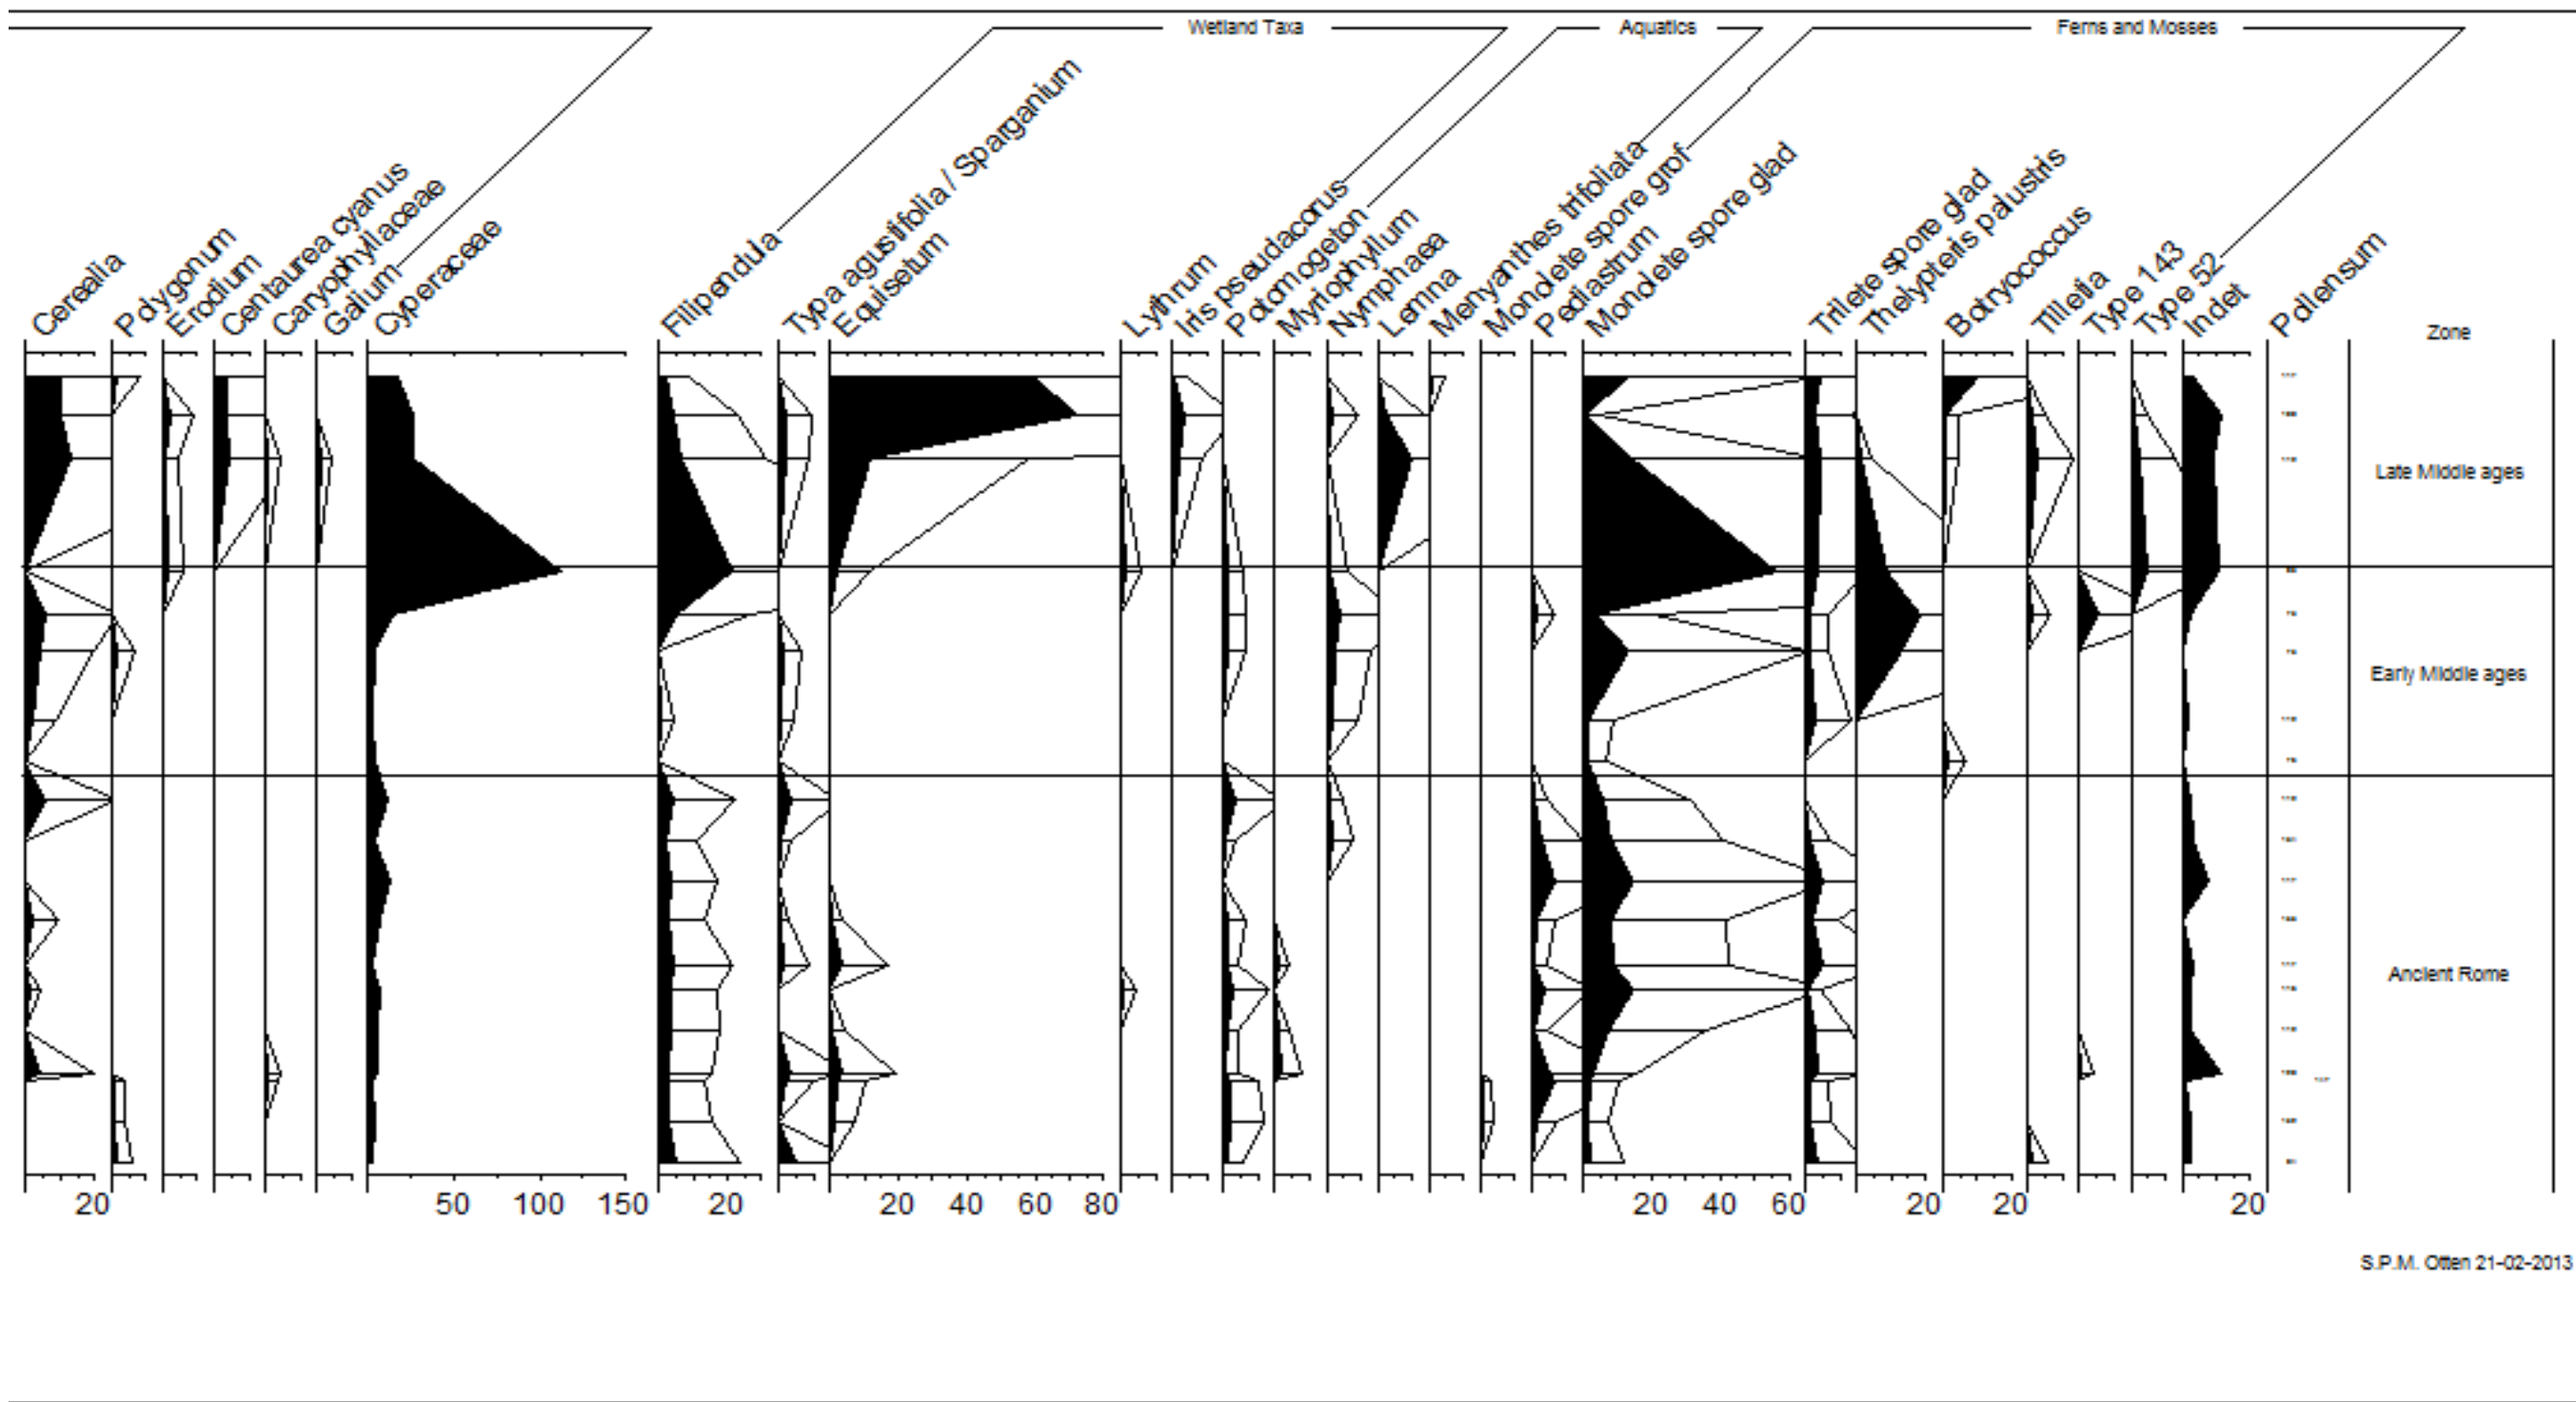 Wetland Taxa
Aquatics
Ferns and Mosses
Cerealia
Polygonum
Erodium
Centaurea cyanus
Caryophyllaceae
Galium
Cyperaceae
Filipendula
Typa agustifolia / Sparganium
Equisetum
Lythrum
Iris pseudacorus
Potomogeton
Myriophyllum
Nymphaea
Lemna
Menyanthes trifoliata
Monolete spore grof
Pediastrum
Monolete spore glad
Trilete spore glad
Thelypteris palustris
Botryococcus
Tilletia
Type 143
Type 52
Indet
Pollensum
Zone
Late Middle ages
Early Middle ages
Ancient Rome
20 50 100 150 20 20 40 60 80 20 40 60 20 20 20
S.P.M. Otten 21-02-2013